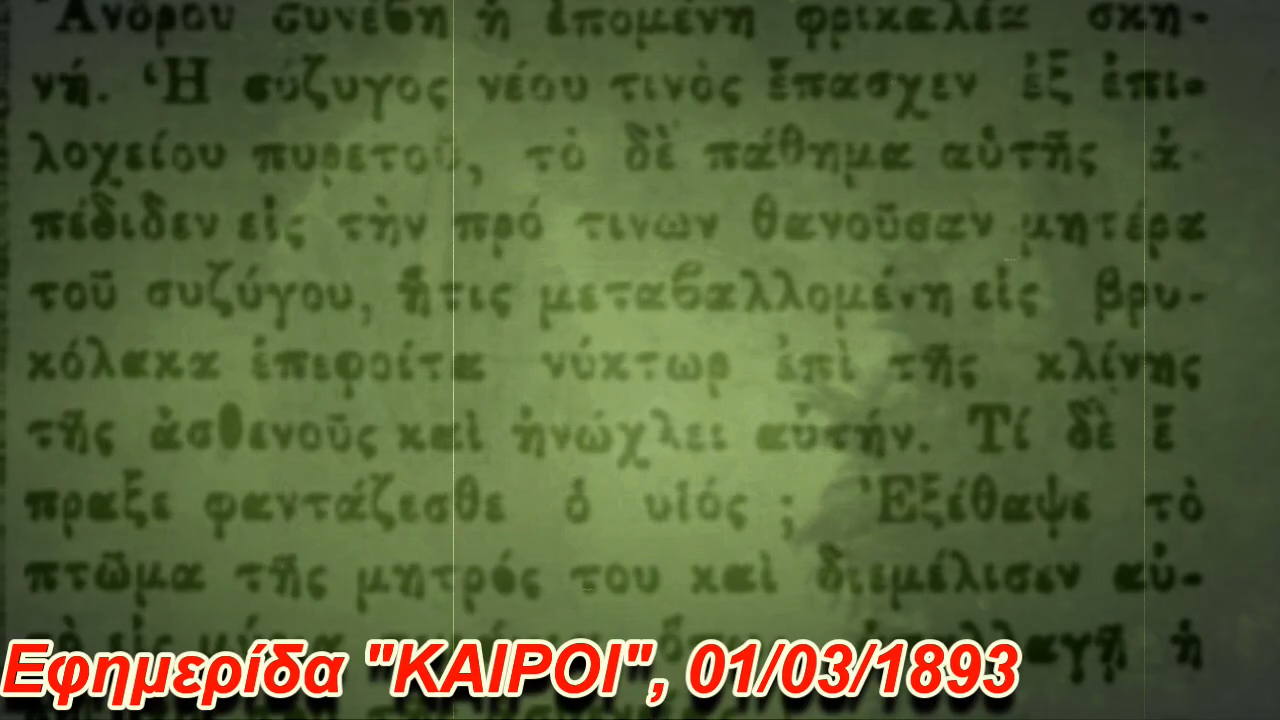 Ἄνδρου συνέβη ἡ ἑπομένη φρικαλέα σκη-
νή. Ἡ σύζυγος νέου τινὸς ἔπασχεν ἐξ ἐπι-
λοχείου πυρετοῦ, τὸ δὲ πάθημα αὐτῆς ἀ-
πέδιδεν εἰς τὴν πρό τινων θανοῦσαν μητέρα
τοῦ συζύγου, ἥτις μεταβαλλομένη εἰς βρυ-
κόλακα ἐπεφοίτα νύκτωρ ἐπὶ τῆς κλίνης
τῆς ἀσθενοῦς καὶ ἠνώχλει αὐτήν. Τί δὲ ἔ
πραξε φαντάζεσθε ὁ υἱός ; Ἐξέθαψε τὸ
πτῶμα τῆς μητρός του καὶ διεμέλισεν αὐ-
ἡ
Εφημερίδα "ΚΑΙΡΟΙ", 01/03/1893